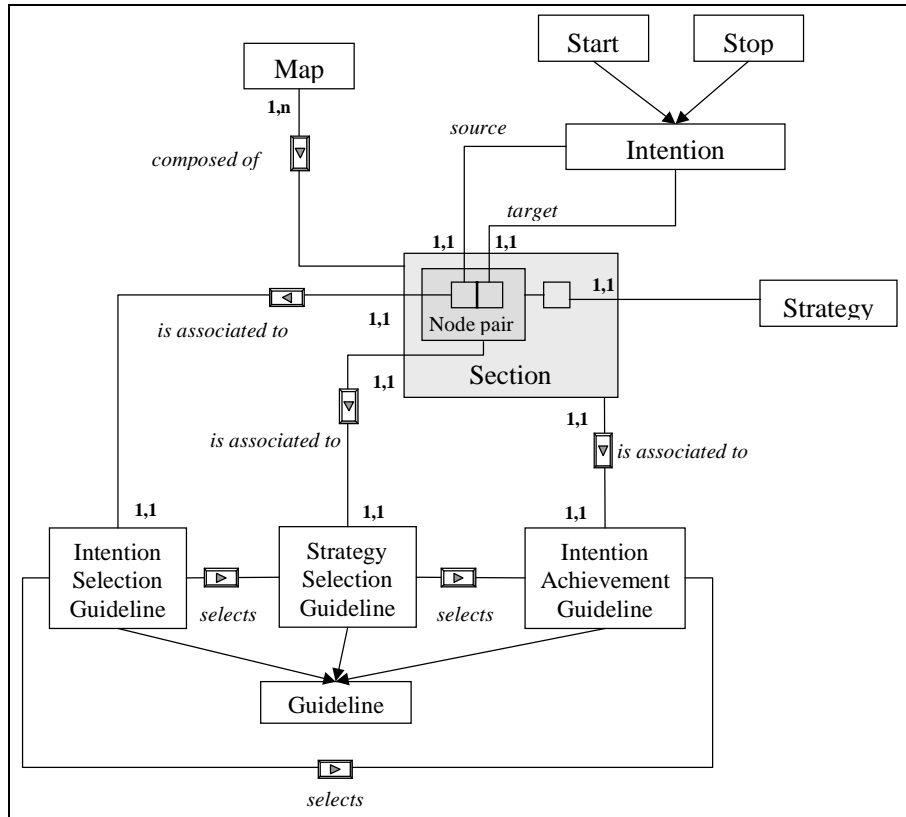 Start
Stop
Map
1,n
source
Intention
composed of
target
1,1
1,1
1,1
1,1
Node pair
Strategy
is associated to
Section
1,1
1,1
is associated to
is associated to
1,1
1,1
1,1
Intention
Selection
Guideline
selects
Strategy
Selection
Guideline
selects
Intention
Achievement
Guideline
Guideline
selects